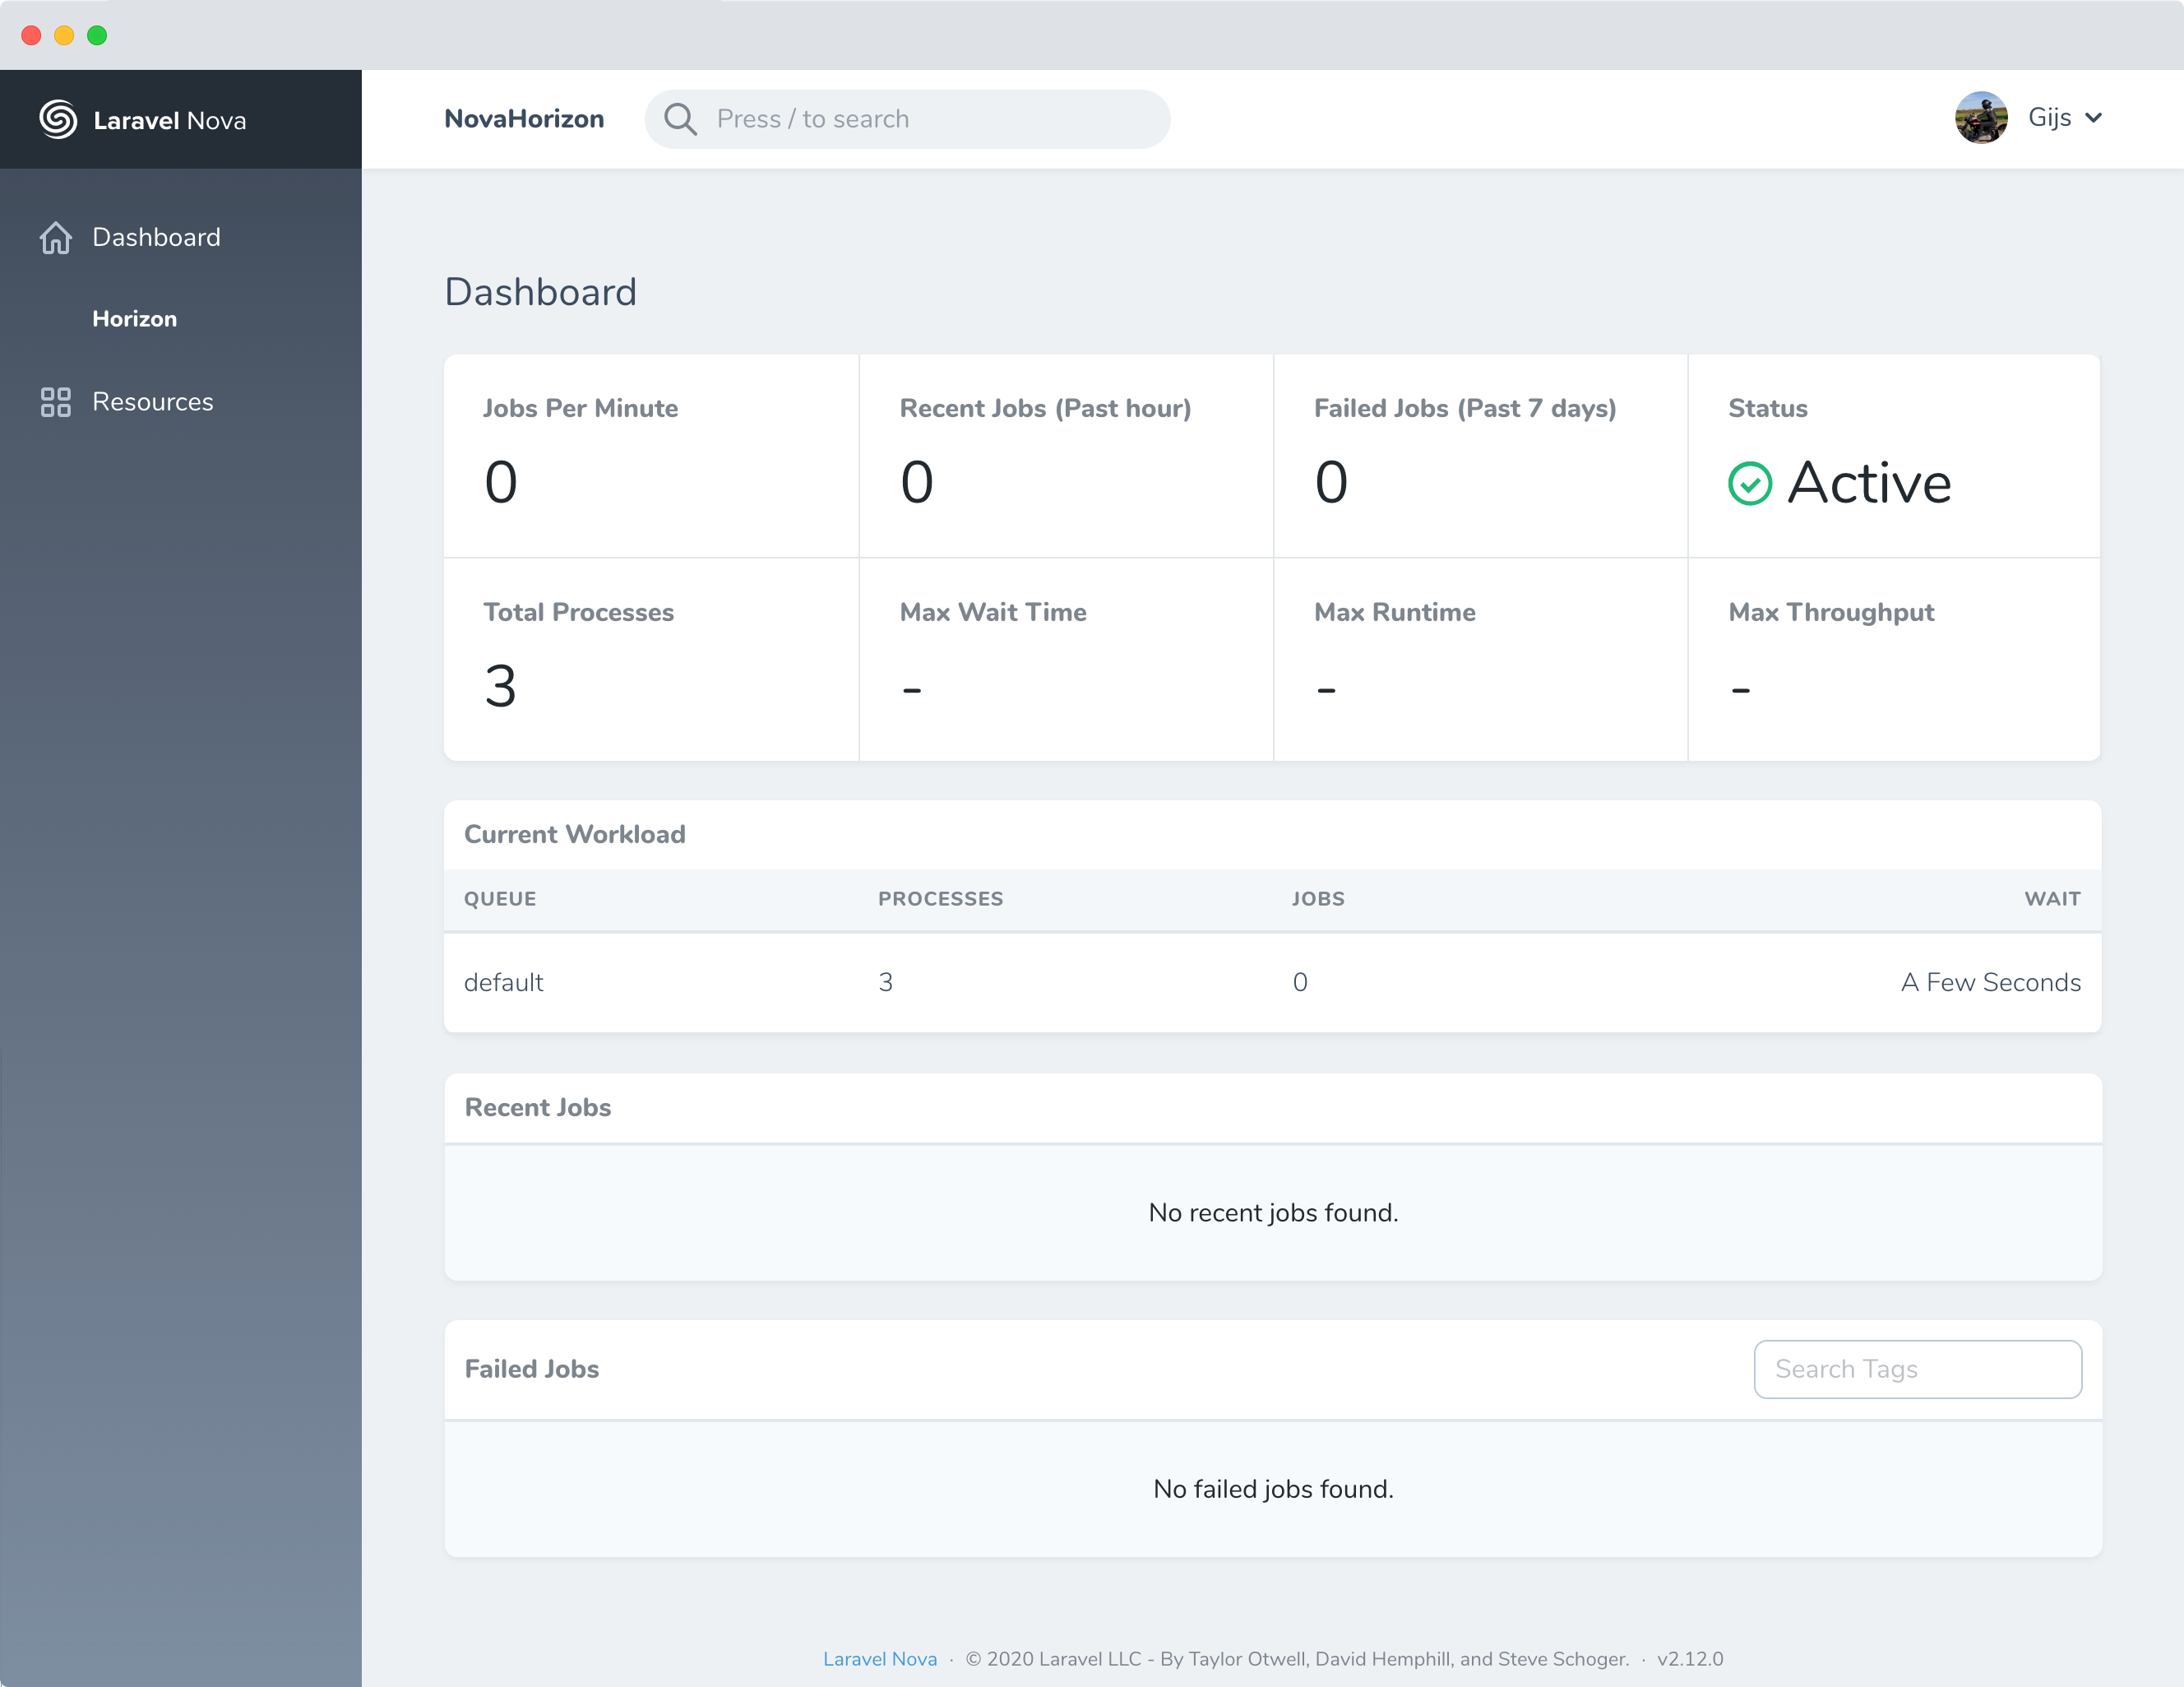 Laravel Nova
NovaHorizon
Press / to search
Gijs
Dashboard
Horizon
Resources
Dashboard
Jobs Per Minute
0
Recent Jobs (Past hour)
0
Failed Jobs (Past 7 days)
0
Status
Active
Total Processes
3
Max Wait Time
-
Max Runtime
-
Max Throughput
-
Current Workload
QUEUE PROCESSES JOBS WAIT
default 3 0 A Few Seconds
Recent Jobs
No recent jobs found.
Failed Jobs
Search Tags
No failed jobs found.
Laravel Nova · © 2020 Laravel LLC - By Taylor Otwell, David Hemphill, and Steve Schoger. · v2.12.0